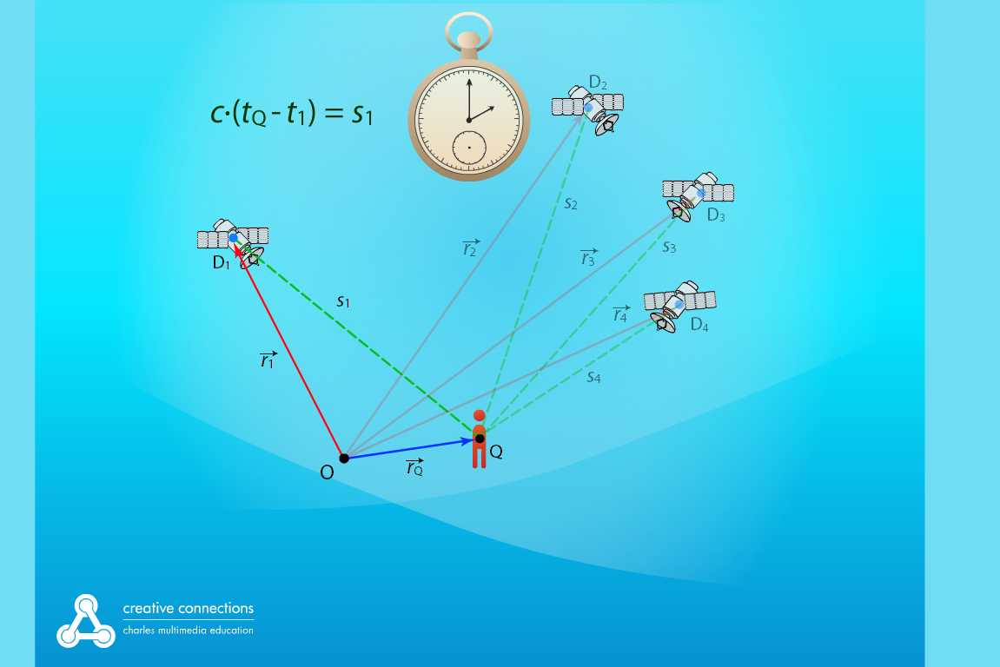 c·(tQ - t1) = s1
D2
D3
s2
r2
s3
r3
D1
s1
r4
D4
r1
s4
Q
rQ
O
creative connections
charles multimedia education